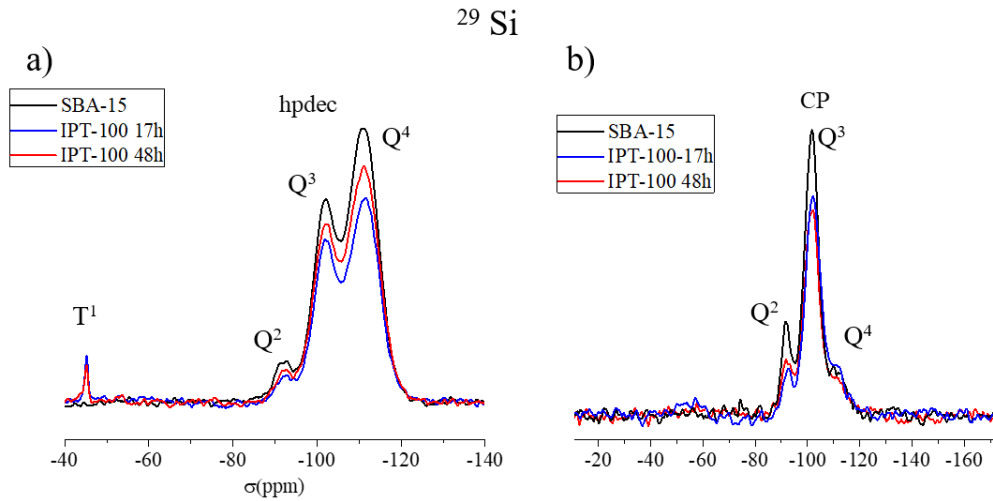 ²⁹ Si
a)
SBA-15
IPT-100 17h
IPT-100 48h
hpdec
Q⁴
Q³
Q²
T¹
-40 -60 -80 -100 -120 -140
σ(ppm)
b)
SBA-15
IPT-100-17h
IPT-100 48h
CP
Q³
Q²
Q⁴
-20 -40 -60 -80 -100 -120 -140 -160